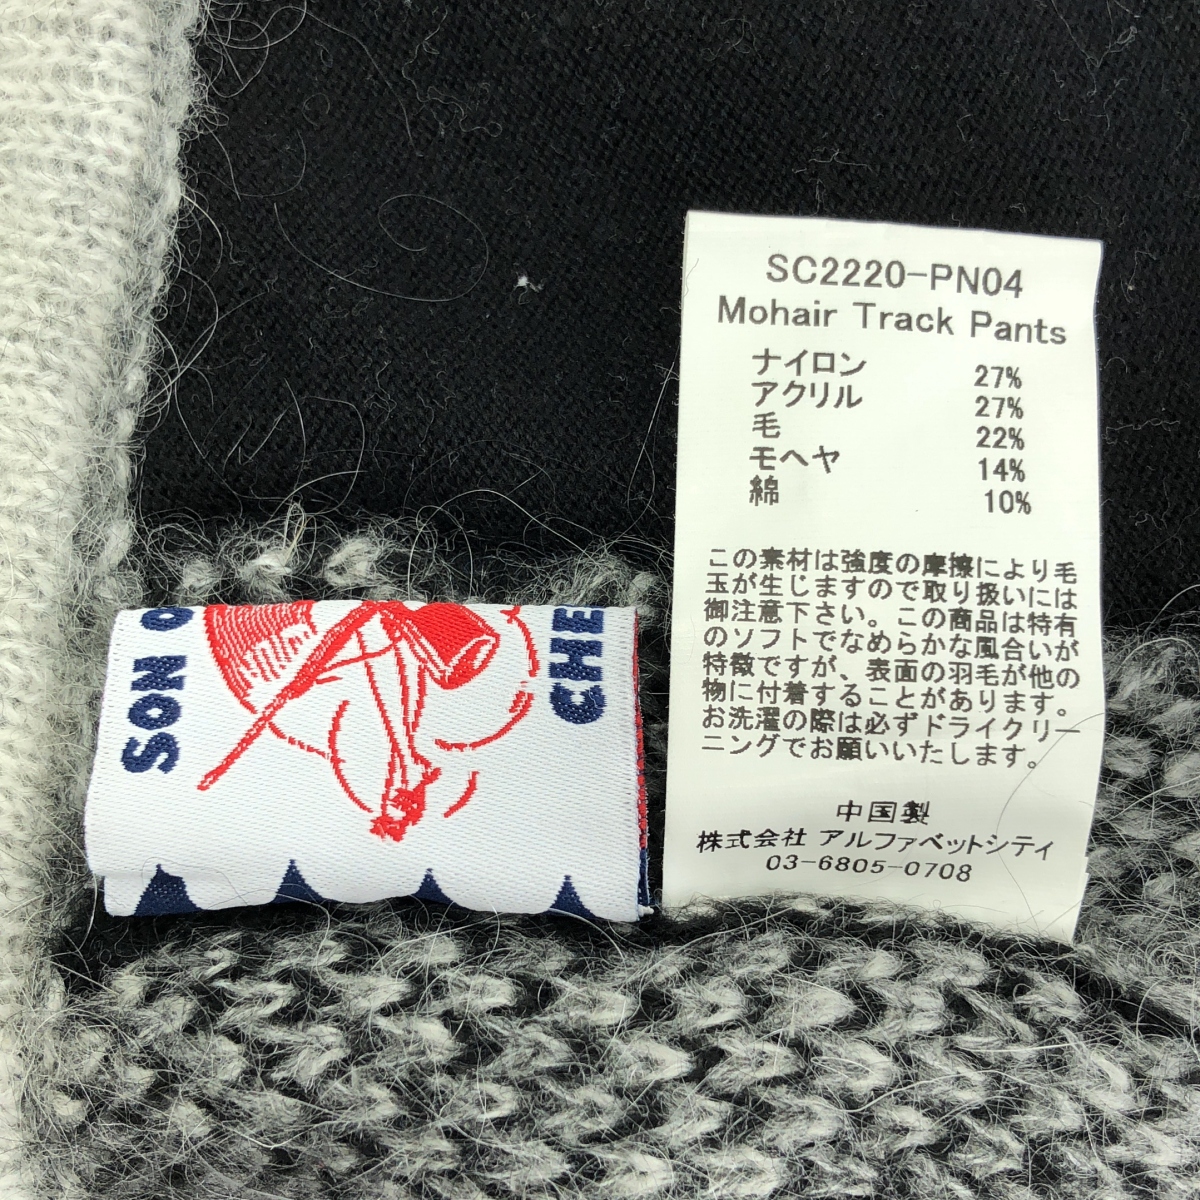 SC2220-PN04
Mohair Track Pants
ナイロン 27%
アクリル 27%
毛 22%
モヘヤ 14%
綿 10%
この素材は強度の摩擦により毛
玉が生じますので取り扱いには
御注意下さい。この商品は特有
のソフトでなめらかな風合いが
特徴ですが、表面の羽毛が他の
物に付着することがあります。
お洗濯の際は必ずドライクリー
ニングでお願いいたします。
中国製
株式会社 アルファベットシティ
03-6805-0708
SON O
CHE